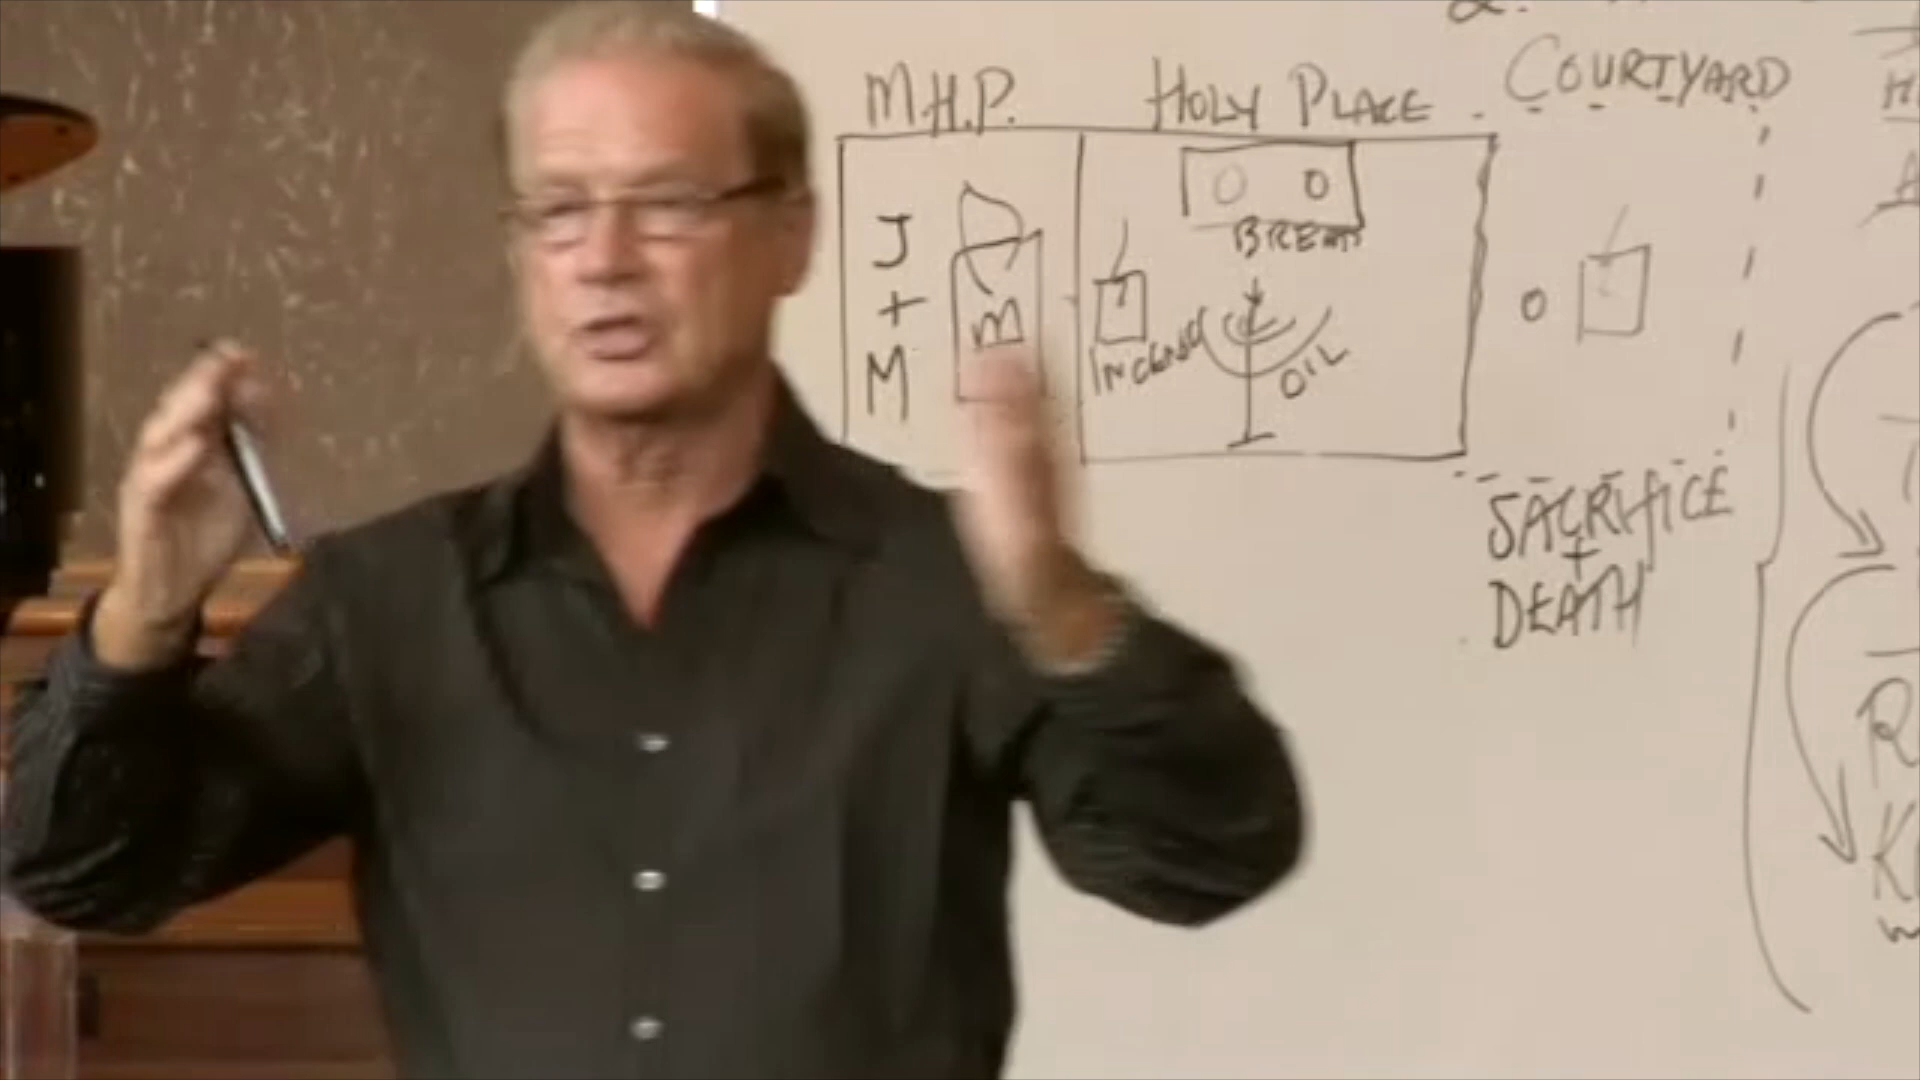 M.H.P. HOLY PLACE COURTYARD
BREAD
J
+
M
M
INCENSE
OIL
O
SACRIFICE
+
DEATH